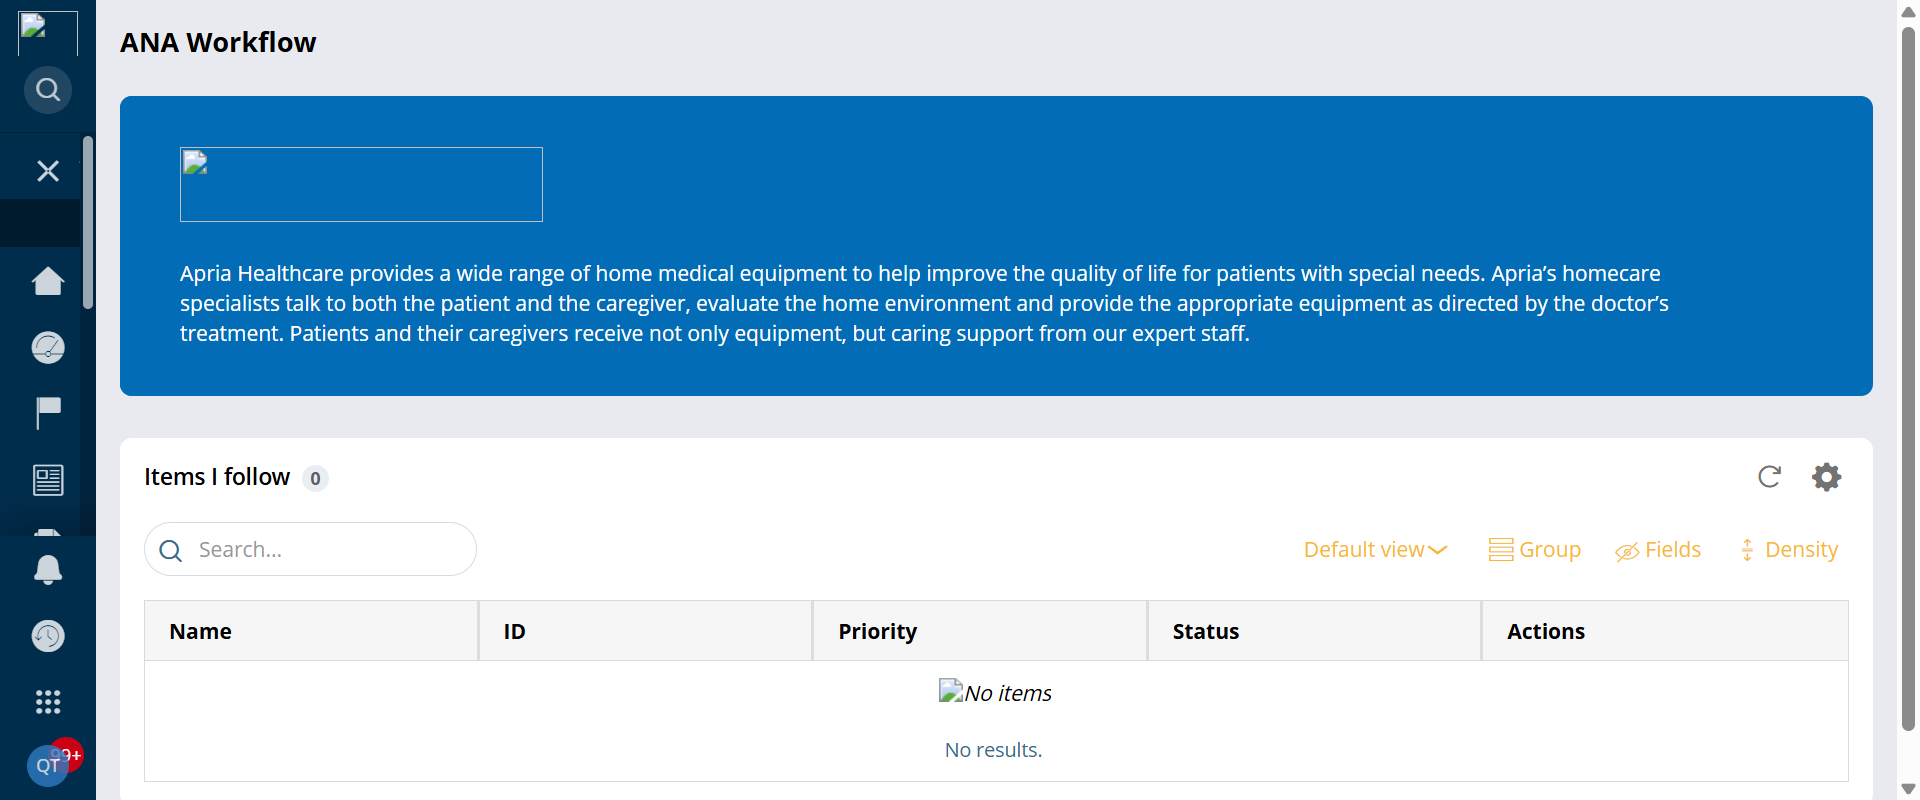 ANA Workflow
Apria Healthcare provides a wide range of home medical equipment to help improve the quality of life for patients with special needs. Apria’s homecare
specialists talk to both the patient and the caregiver, evaluate the home environment and provide the appropriate equipment as directed by the doctor’s
treatment. Patients and their caregivers receive not only equipment, but caring support from our expert staff.
Items I follow 0
Search...
Default view Group Fields Density
Name ID Priority Status Actions
No items
No results.
99+
QT